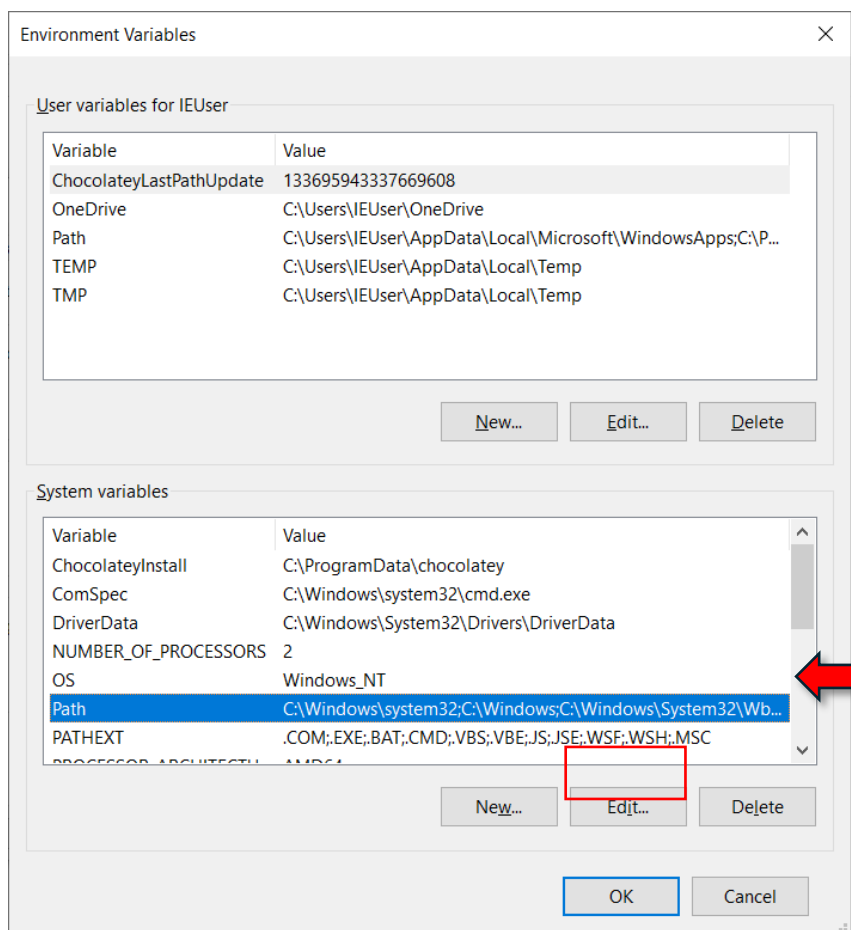 Environment Variables
User variables for IEUser
Variable Value
ChocolateyLastPathUpdate 133695943337669608
OneDrive C:\Users\IEUser\OneDrive
Path C:\Users\IEUser\AppData\Local\Microsoft\WindowsApps;C:\P...
TEMP C:\Users\IEUser\AppData\Local\Temp
TMP C:\Users\IEUser\AppData\Local\Temp
New... Edit... Delete
System variables
Variable Value
ChocolateyInstall C:\ProgramData\chocolatey
ComSpec C:\Windows\system32\cmd.exe
DriverData C:\Windows\System32\Drivers\DriverData
NUMBER_OF_PROCESSORS 2
OS Windows_NT
Path C:\Windows\system32;C:\Windows;C:\Windows\System32\Wb...
PATHEXT .COM;.EXE;.BAT;.CMD;.VBS;.VBE;.JS;.JSE;.WSF;.WSH;.MSC
New... Edit... Delete
OK Cancel